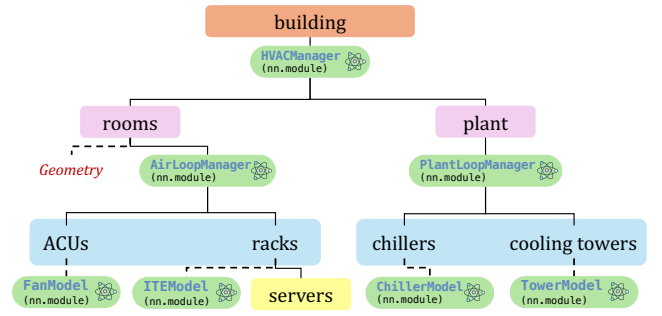 building
HVACManager
(nn.module)
rooms
plant
Geometry
AirLoopManager
(nn.module)
PlantLoopManager
(nn.module)
ACUs
racks
chillers
cooling towers
FanModel
(nn.module)
ITEModel
(nn.module)
servers
ChillerModel
(nn.module)
TowerModel
(nn.module)